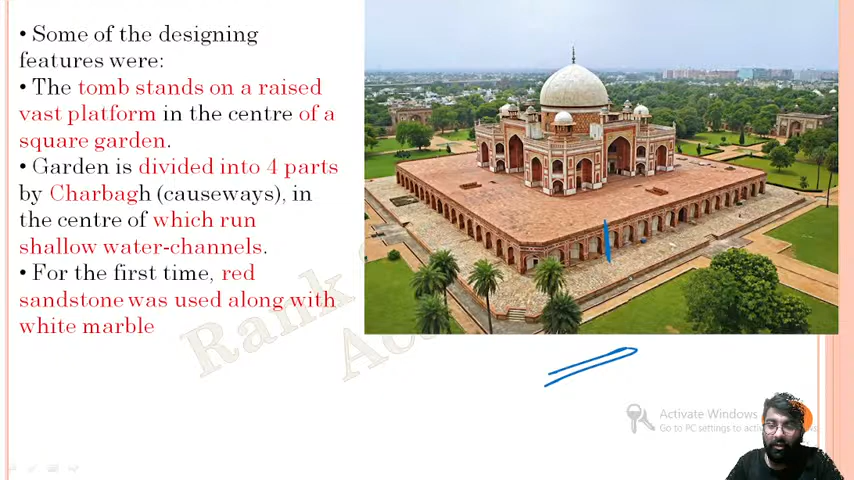 • Some of the designing
features were:
• The tomb stands on a raised
vast platform in the centre of a
square garden.
• Garden is divided into 4 parts
by Charbagh (causeways), in
the centre of which run
shallow water-channels.
• For the first time, red
sandstone was used along with
white marble
Rank
Activate Windows
Go to PC settings to